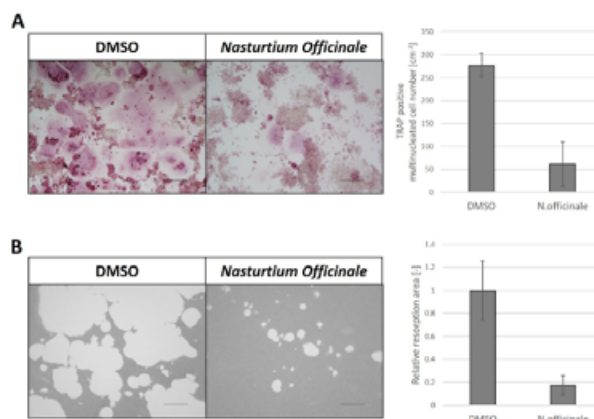 A
DMSO
Nasturtium Officinale
TRAP positive
multinucleated cell number [cm⁻²]
350
300
250
200
150
100
50
0
DMSO
N.officinale
B
DMSO
Nasturtium Officinale
Relative resorption area [-]
1.4
1.2
1
0.8
0.6
0.4
0.2
0
DMSO
N.officinale